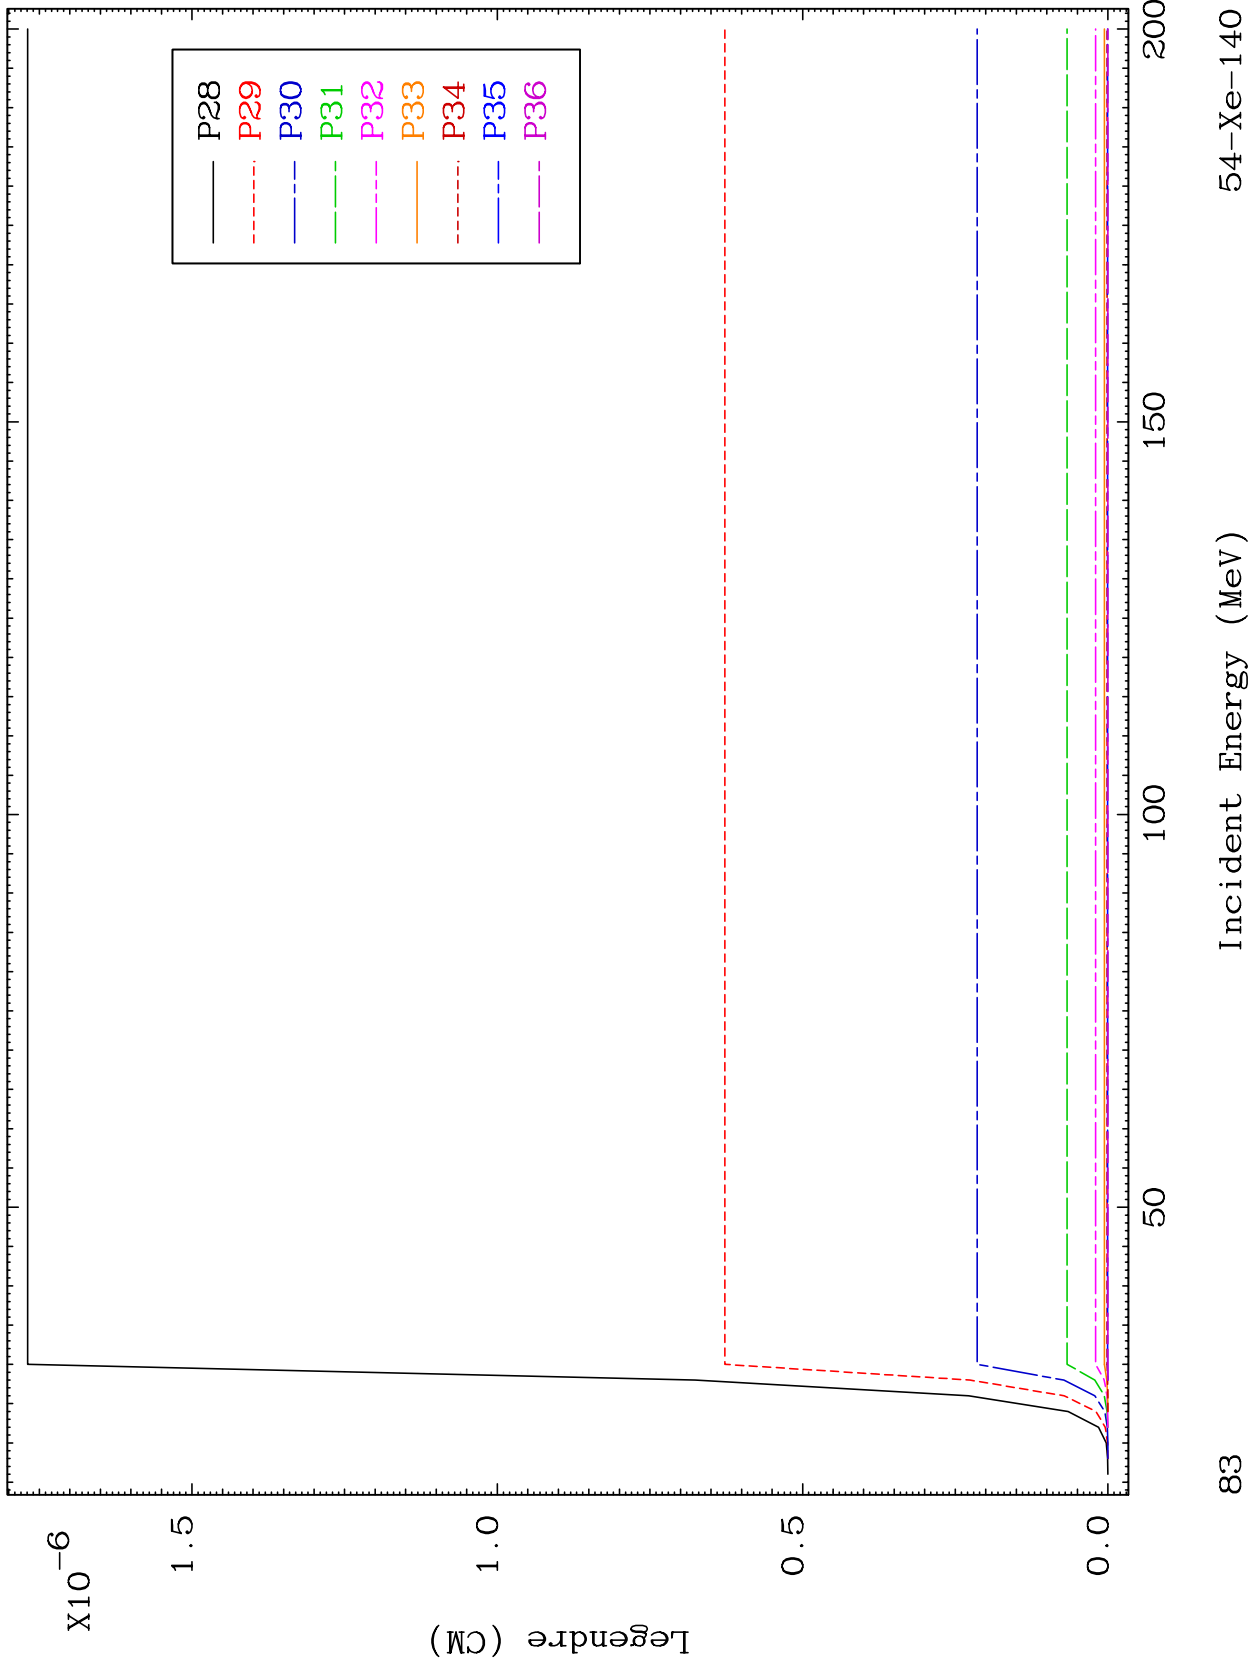 X10-6
1.5
1.0
0.5
0.0
Legendre (CM)
P28
P29
P30
P31
P32
P33
P34
P35
P36
50
100
150
200
Incident Energy (MeV)
83
54-Xe-140